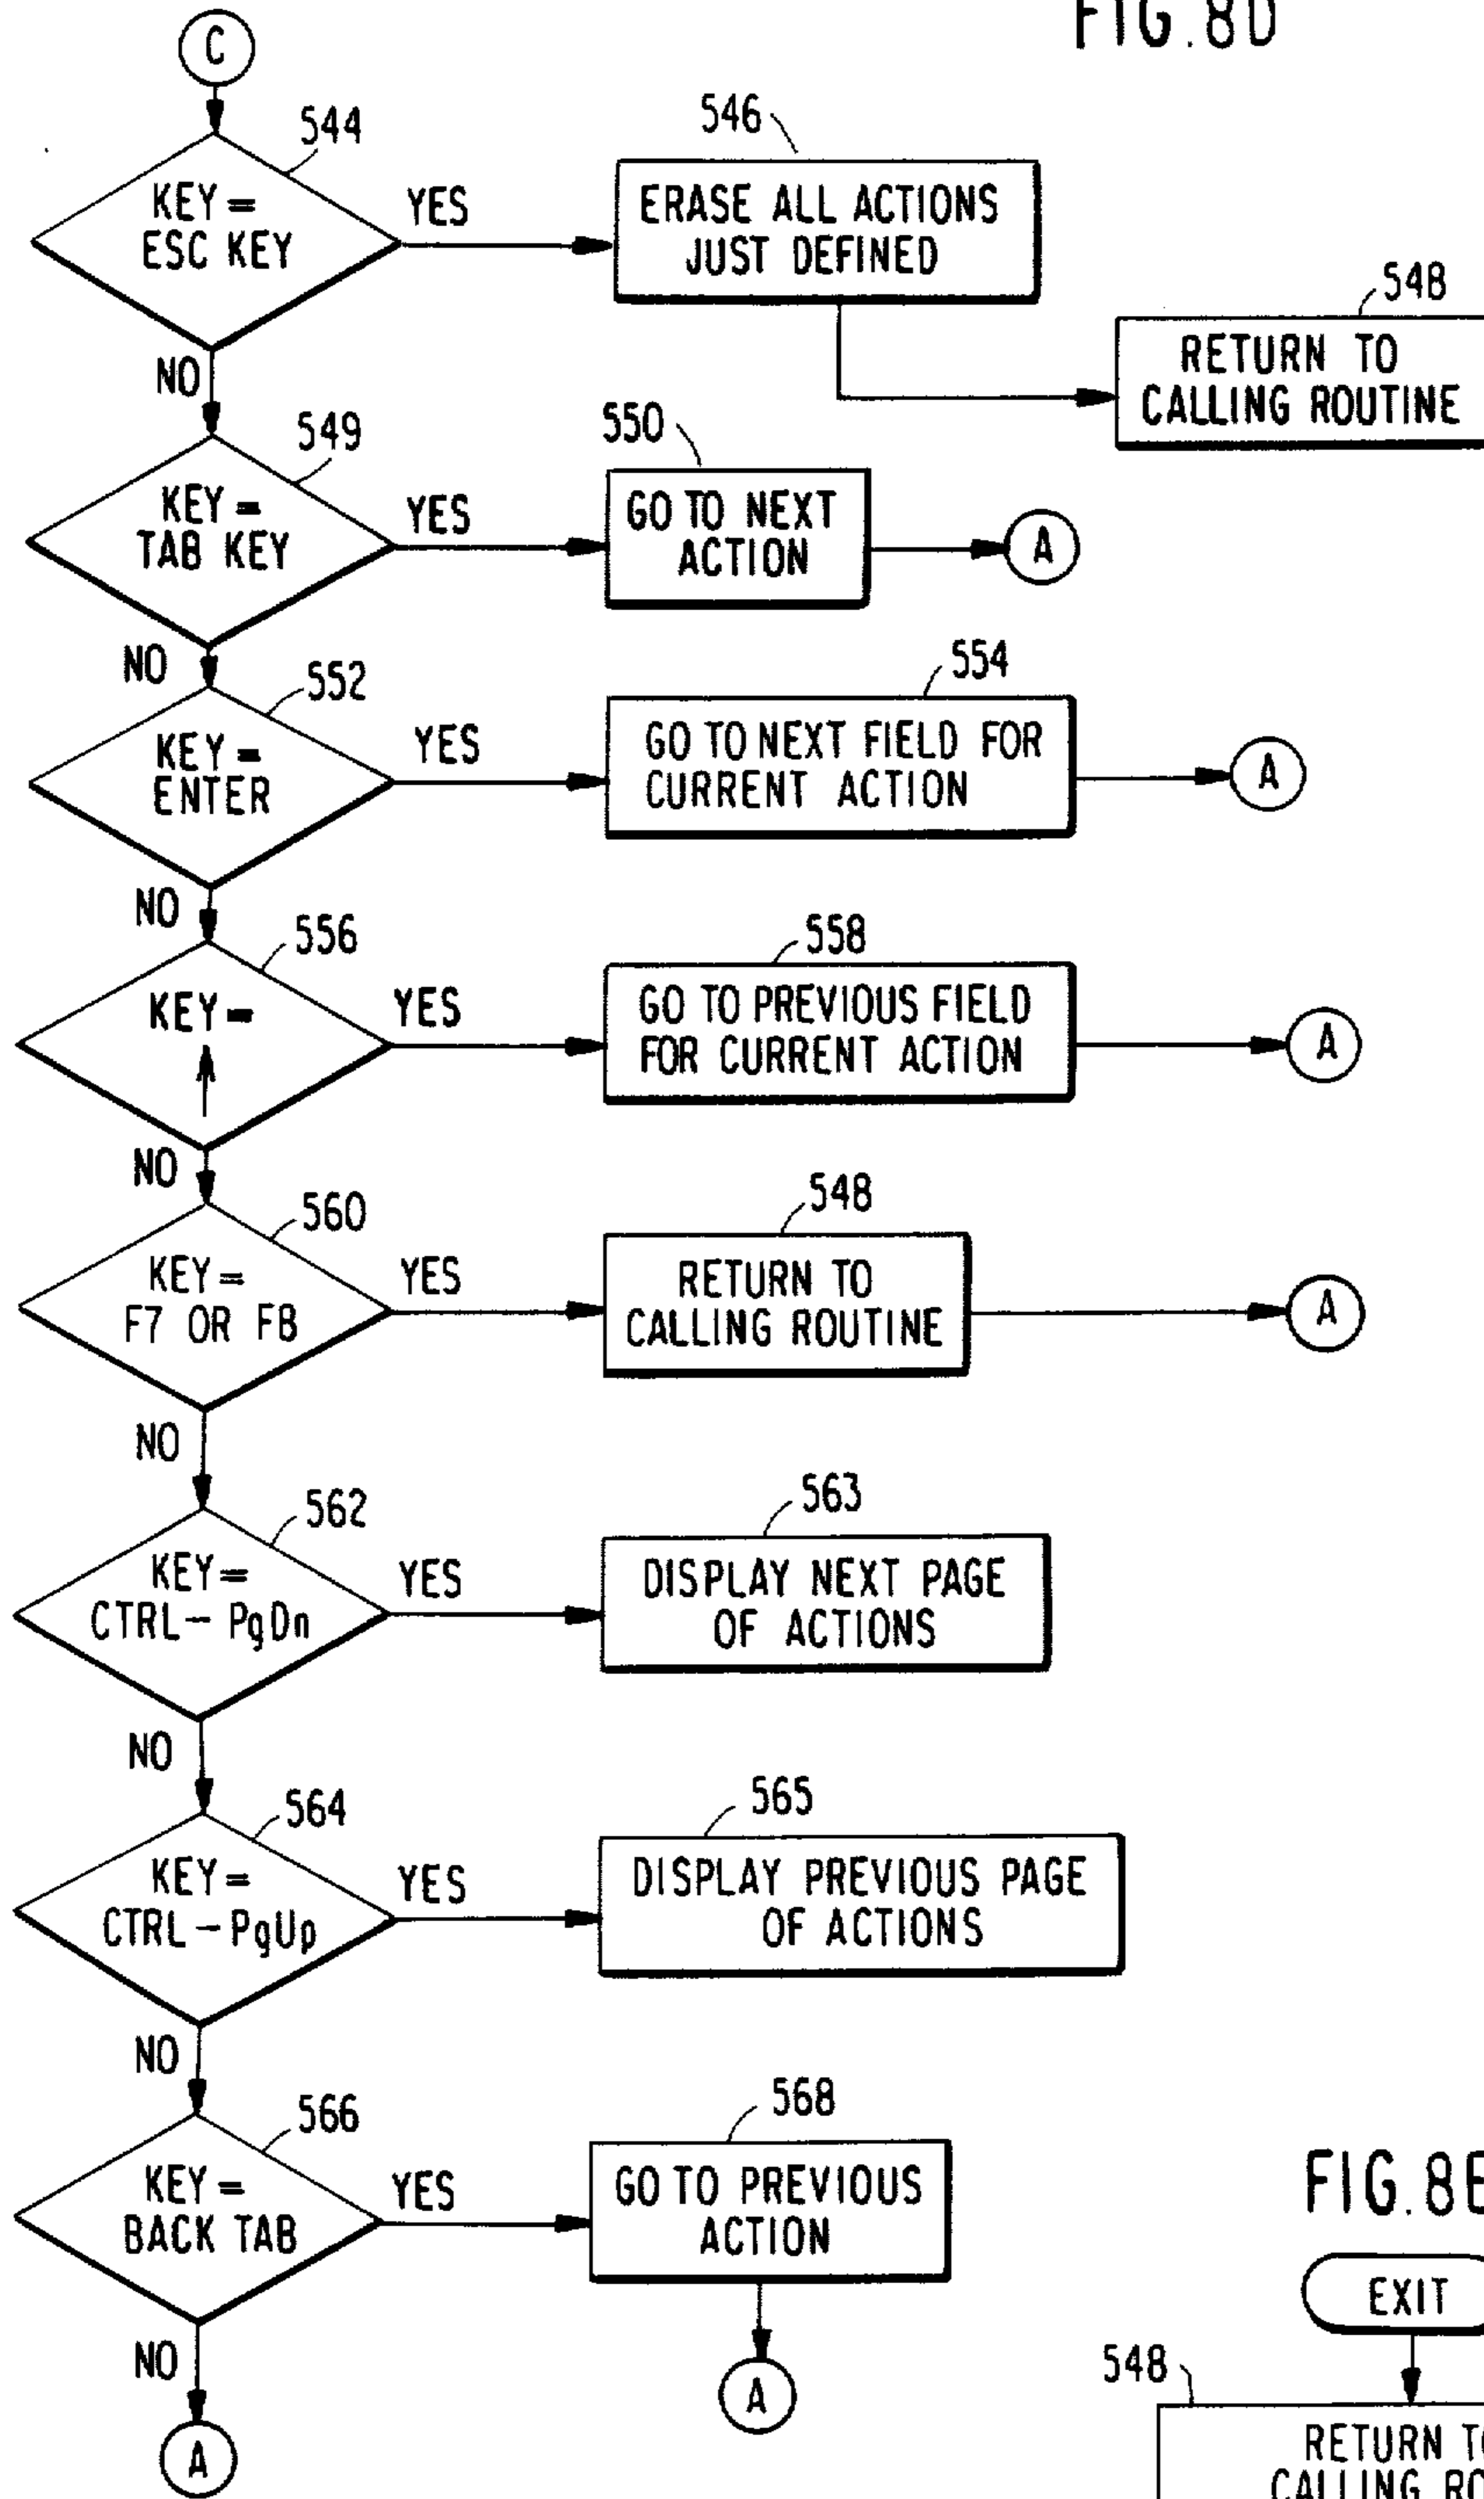 FIG.8D
C
544
KEY=
ESC KEY
YES
546
ERASE ALL ACTIONS
JUST DEFINED
548
RETURN TO
CALLING ROUTINE
NO
549
KEY=
TAB KEY
YES
550
GO TO NEXT
ACTION
A
NO
552
KEY=
ENTER
YES
554
GO TO NEXT FIELD FOR
CURRENT ACTION
A
NO
556
KEY=
↑
YES
558
GO TO PREVIOUS FIELD
FOR CURRENT ACTION
A
NO
560
KEY=
F7 OR F8
YES
548
RETURN TO
CALLING ROUTINE
A
NO
562
KEY=
CTRL-PgDn
YES
563
DISPLAY NEXT PAGE
OF ACTIONS
NO
564
KEY=
CTRL-PgUp
YES
565
DISPLAY PREVIOUS PAGE
OF ACTIONS
NO
566
KEY=
BACK TAB
YES
568
GO TO PREVIOUS
ACTION
A
NO
A
FIG.8E
EXIT
548
RETURN TO
CALLING